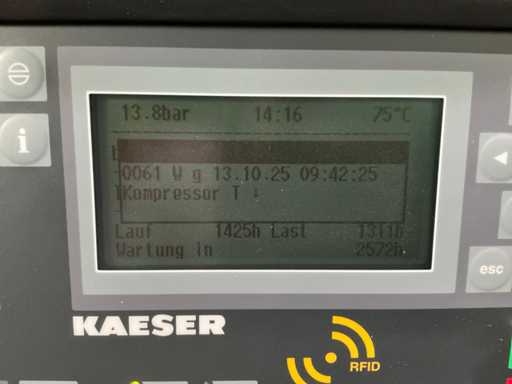 13.8bar 14:16 75°C
0061 W g 13.10.25 09:42:25
Kompressor T ↓
Lauf 1425h Last 1311h
Wartung in 2572h
i
esc
KAESER
RFID